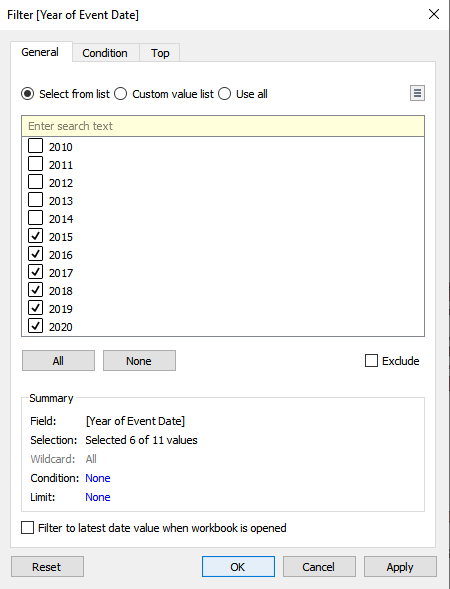 Filter [Year of Event Date]
General Condition Top
Select from list Custom value list Use all
Enter search text
2010
2011
2012
2013
2014
2015
2016
2017
2018
2019
2020
All None Exclude
Summary
Field: [Year of Event Date]
Selection: Selected 6 of 11 values
Wildcard: All
Condition: None
Limit: None
Filter to latest date value when workbook is opened
Reset OK Cancel Apply